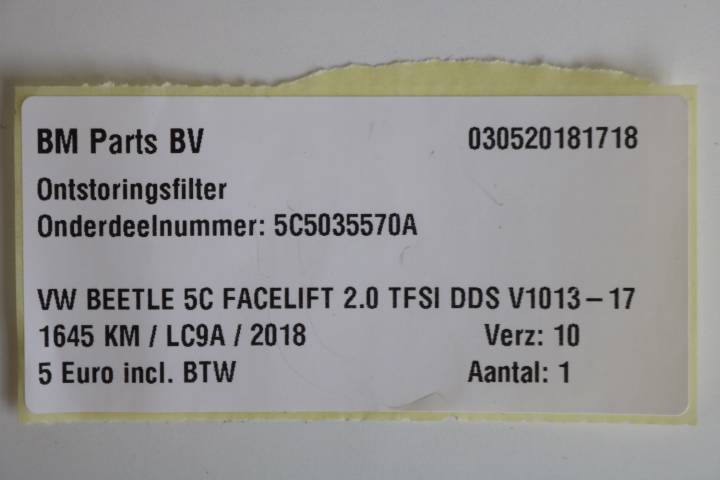 BM Parts BV 030520181718
Ontstoringsfilter
Onderdeelnummer: 5C5035570A
VW BEETLE 5C FACELIFT 2.0 TFSI DDS V1013-17
1645 KM / LC9A / 2018 Verz: 10
5 Euro incl. BTW Aantal: 1